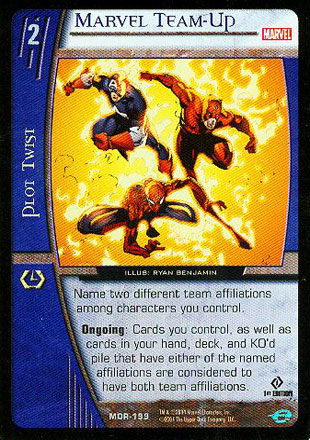 2
Marvel Team-Up
MARVEL
Plot Twist
Illus: Ryan Benjamin
Name two different team affiliations
among characters you control.
Ongoing: Cards you control, as well as
cards in your hand, deck, and KO'd
pile that have either of the named
affiliations are considered to
have both team affiliations.
1st Edition
MOR-199